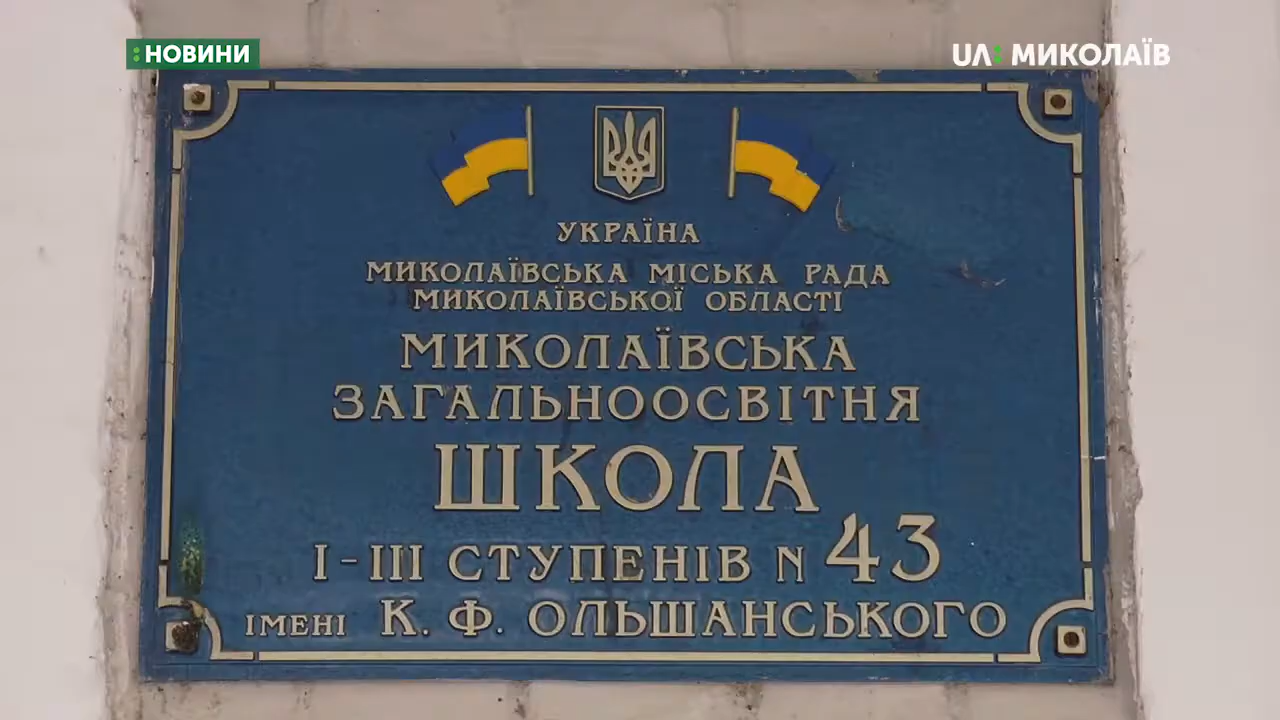 :НОВИНИ
UA: МИКОЛАЇВ
УКРАЇНА
МИКОЛАЇВСЬКА МІСЬКА РАДА
МИКОЛАЇВСЬКОЇ ОБЛАСТІ
МИКОЛАЇВСЬКА
ЗАГАЛЬНООСВІТНЯ
ШКОЛА
І-ІІІ СТУПЕНІВ N 43
ІМЕНІ К. Ф. ОЛЬШАНСЬКОГО